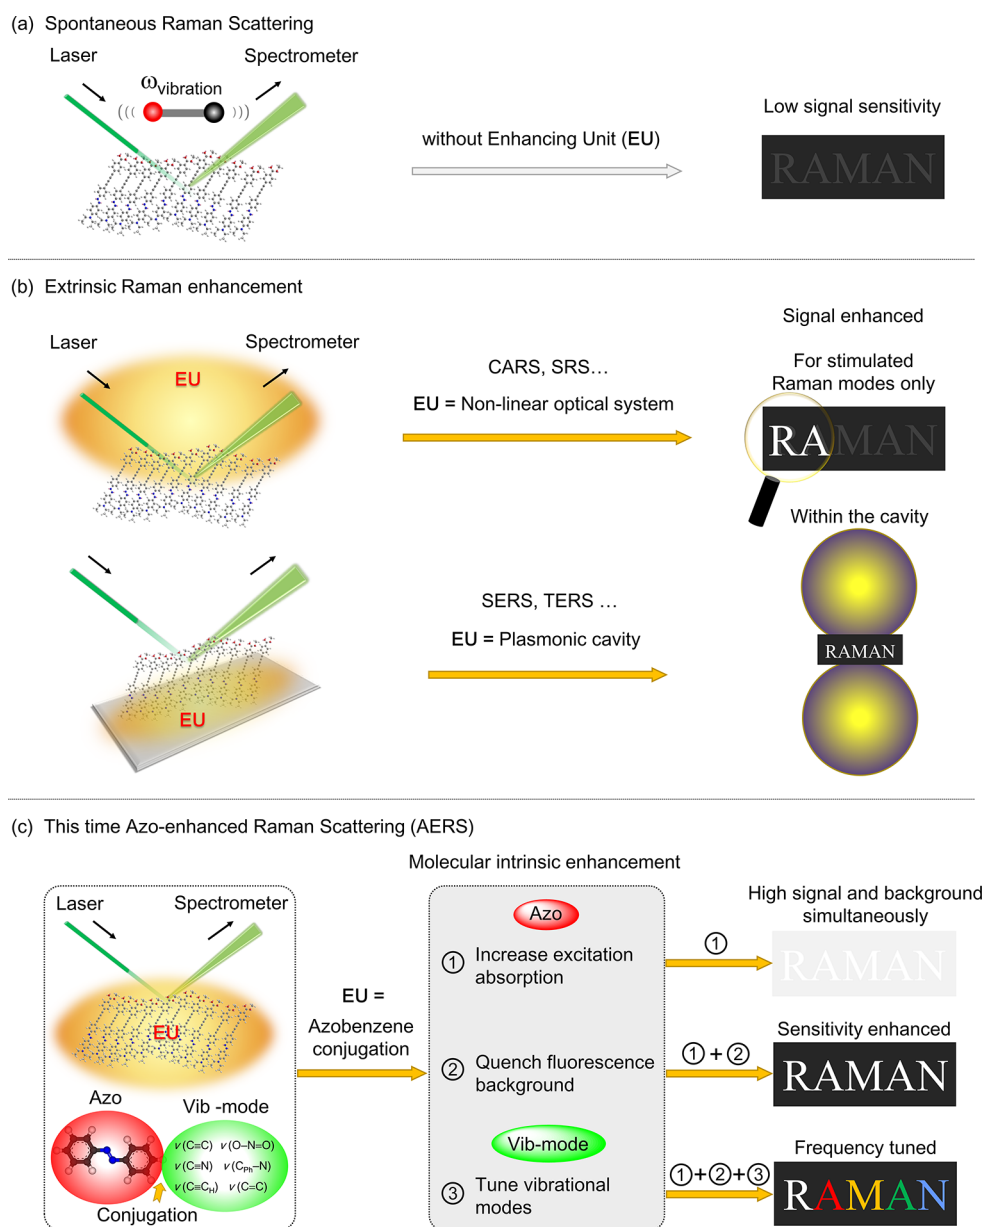 (a) Spontaneous Raman Scattering
Laser
Spectrometer
ωvibration
without Enhancing Unit (EU)
Low signal sensitivity
RAMAN
(b) Extrinsic Raman enhancement
Laser
Spectrometer
EU
CARS, SRS…
EU = Non-linear optical system
Signal enhanced
For stimulated
Raman modes only
RAMAN
Within the cavity
SERS, TERS …
EU = Plasmonic cavity
EU
RAMAN
(c) This time Azo-enhanced Raman Scattering (AERS)
Laser
Spectrometer
EU
Azo
Vib -mode
ν(C≡C) ν(O–N=O)
ν(C≡N) ν(CPh–N)
ν(C≡CH) ν(C=C)
Conjugation
EU =
Azobenzene
conjugation
Molecular intrinsic enhancement
Azo
① Increase excitation
absorption
② Quench fluorescence
background
Vib-mode
③ Tune vibrational
modes
①
High signal and background
simultaneously
RAMAN
①+②
Sensitivity enhanced
RAMAN
①+②+③
Frequency tuned
RAMAN